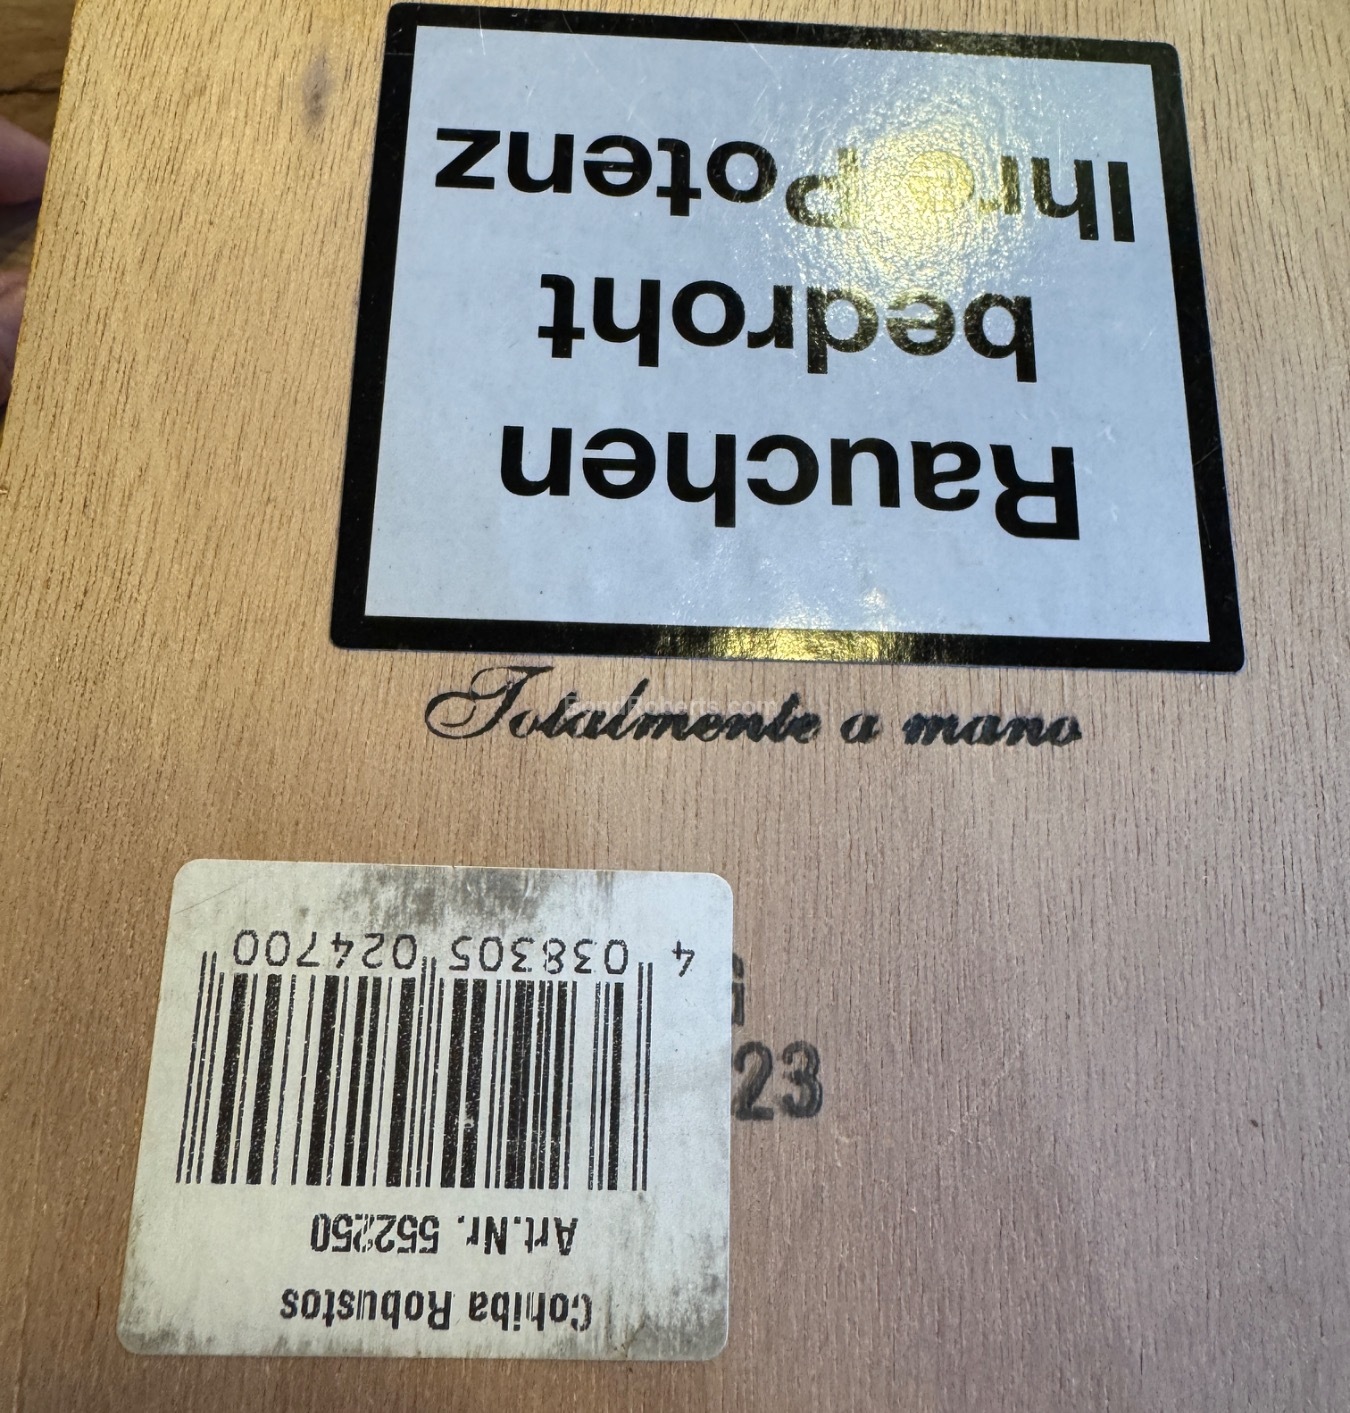 Rauchen
bedroht
Ihre Potenz
Totalmente a mano
23
Cohiba Robustos
Art.Nr. 552250
4 038305 024700